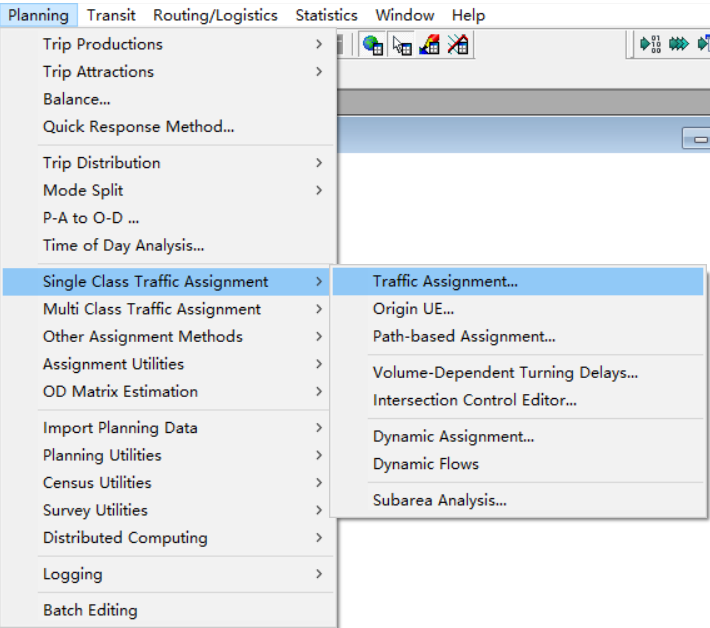 Planning Transit Routing/Logistics Statistics Window Help
Trip Productions
Trip Attractions
Balance...
Quick Response Method...
Trip Distribution
Mode Split
P-A to O-D ...
Time of Day Analysis...
Single Class Traffic Assignment
Multi Class Traffic Assignment
Other Assignment Methods
Assignment Utilities
OD Matrix Estimation
Import Planning Data
Planning Utilities
Census Utilities
Survey Utilities
Distributed Computing
Logging
Batch Editing
Traffic Assignment...
Origin UE...
Path-based Assignment...
Volume-Dependent Turning Delays...
Intersection Control Editor...
Dynamic Assignment...
Dynamic Flows
Subarea Analysis...